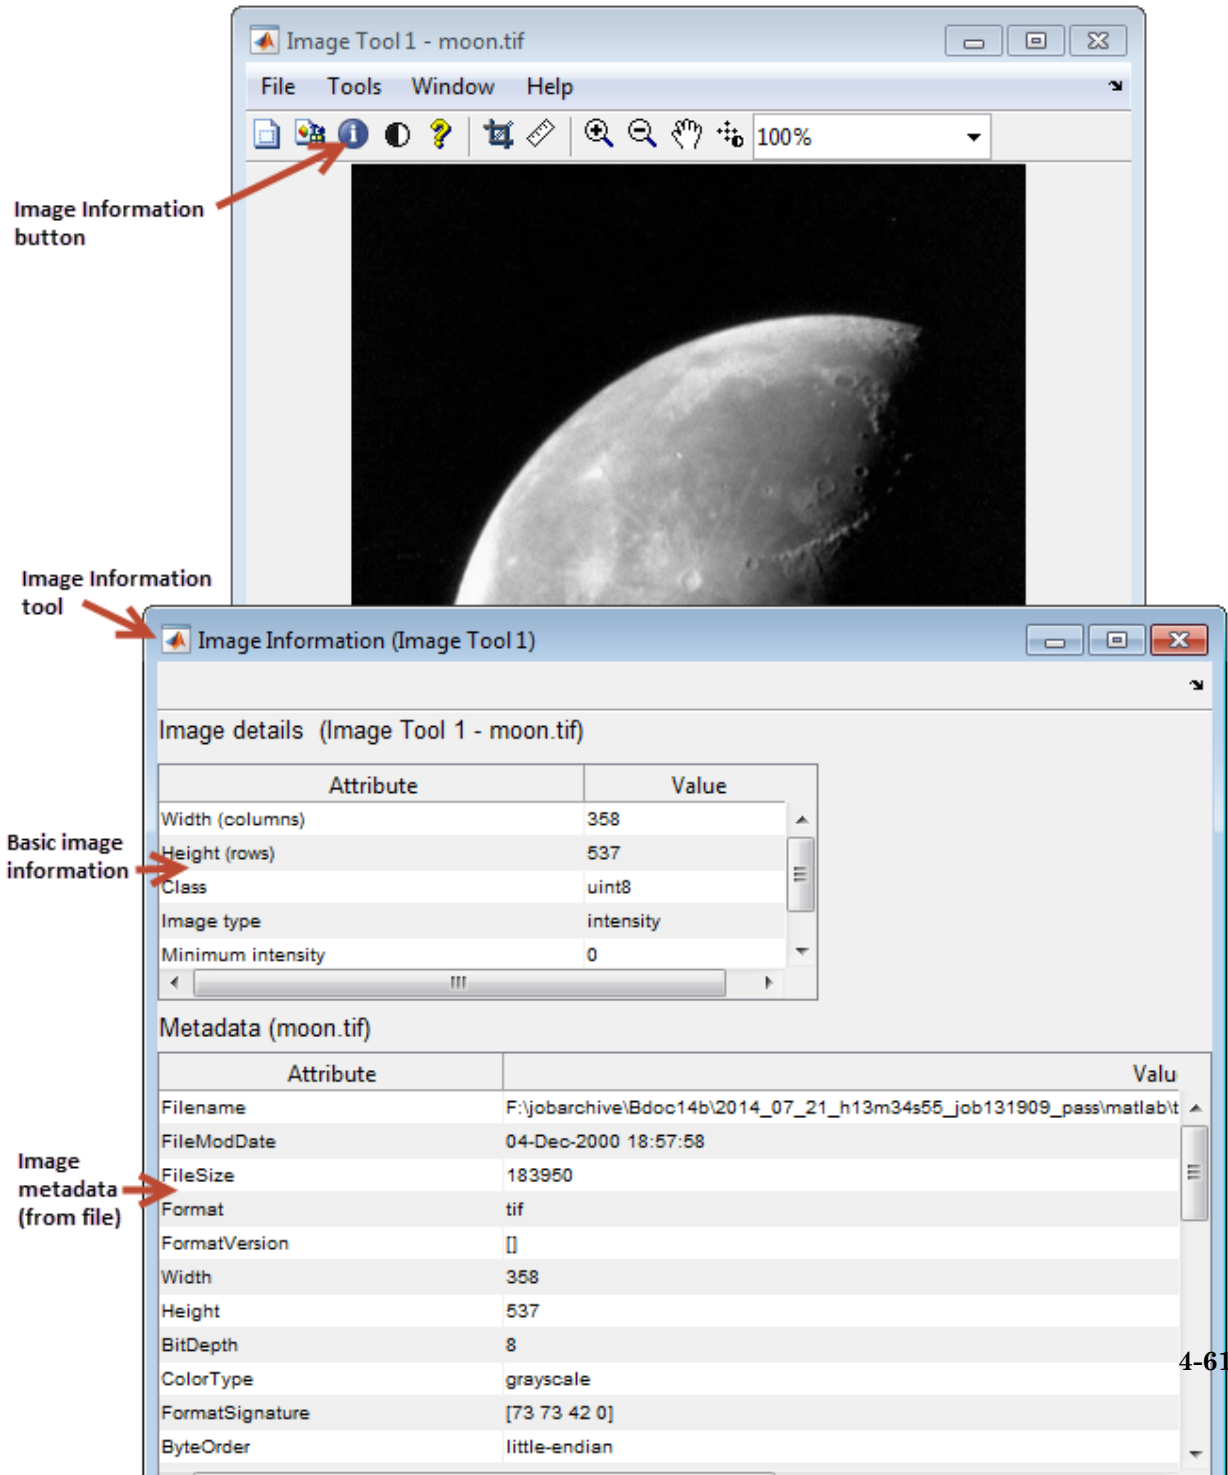 Image Tool 1 - moon.tif
File Tools Window Help
100%
Image Information
button
Image Information
tool
Image Information (Image Tool 1)
Image details (Image Tool 1 - moon.tif)
Attribute Value
Width (columns) 358
Height (rows) 537
Class uint8
Image type intensity
Minimum intensity 0
Basic image
information
Metadata (moon.tif)
Attribute Valu
Filename F:\jobarchive\Bdoc14b\2014_07_21_h13m34s55_job131909_pass\matlab\t
FileModDate 04-Dec-2000 18:57:58
FileSize 183950
Format tif
FormatVersion []
Width 358
Height 537
BitDepth 8
ColorType grayscale
FormatSignature [73 73 42 0]
ByteOrder little-endian
Image
metadata
(from file)
4-61